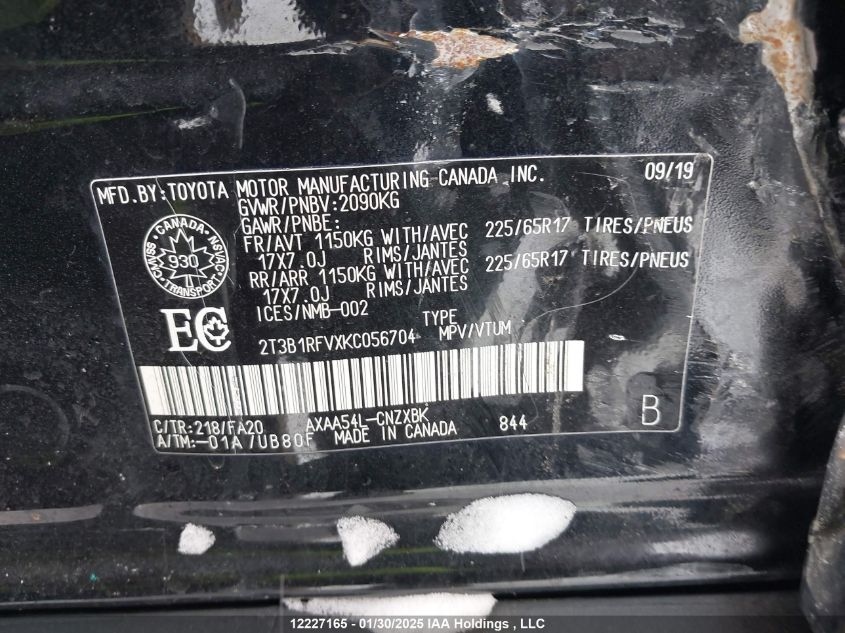 MFD.BY:TOYOTA MOTOR MANUFACTURING CANADA INC. 09/19
GVWR/PNBV:2090KG
GAWR/PNBE:
FR/AVT 1150KG WITH/AVEC 225/65R17 TIRES/PNEUS
17X7.0J RIMS/JANTES
RR/ARR 1150KG WITH/AVEC 225/65R17 TIRES/PNEUS
17X7.0J RIMS/JANTES
ICES/NMB-002
CANADA
930
TRANSPORT
CMVSS
NSVAC
EC
TYPE
2T3B1RFVXKC056704 MPV/VTUM
C/TR:218/FA20 AXAA54L-CNZXBK 844 B
A/TM:-01A/UB80F MADE IN CANADA
12227165 - 01/30/2025 IAA Holdings , LLC